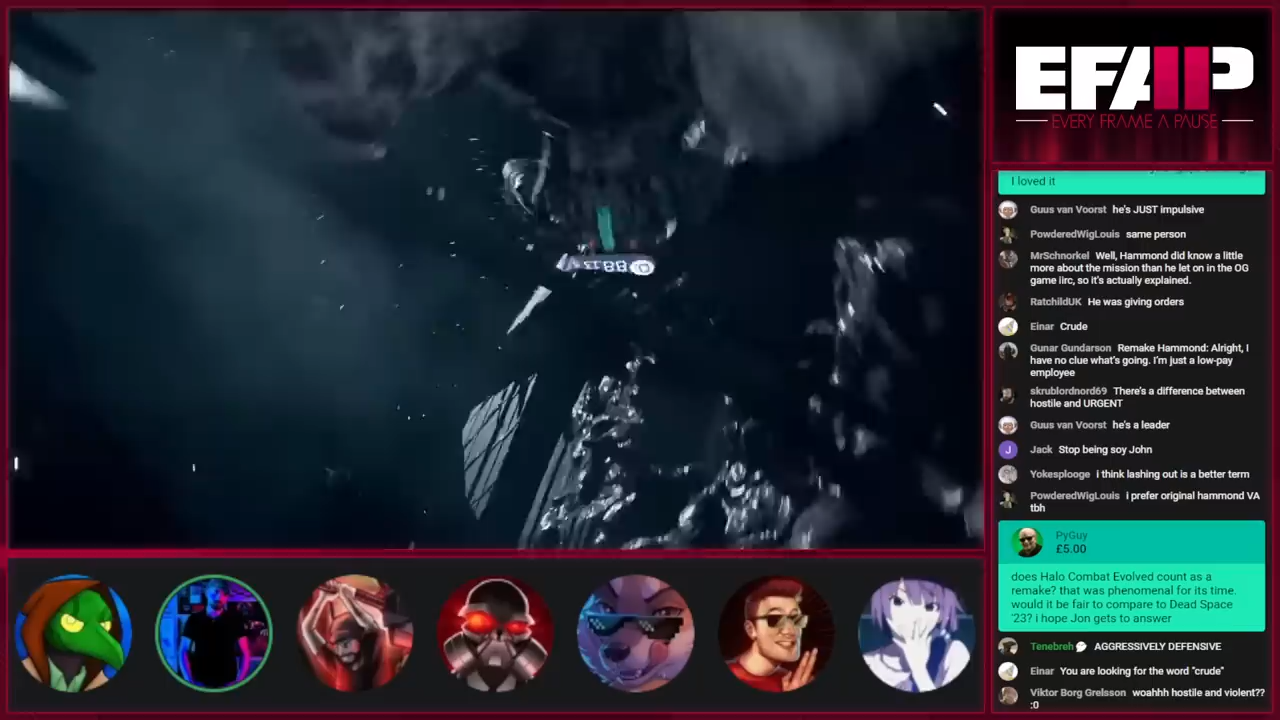 EFAP
EVERY FRAME A PAUSE
I loved it
Guus van Voorst he's JUST impulsive
PowderedWigLouis same person
MrSchnorkel Well, Hammond did know a little
more about the mission than he let on in the OG
game iirc, so it's actually explained.
RatchildUK He was giving orders
Einar Crude
Gunar Gundarson Remake Hammond: Alright, I
have no clue what's going. I'm just a low-pay
employee
skrublordnord69 There's a difference between
hostile and URGENT
Guus van Voorst he's a leader
J
Jack Stop being soy John
Yokesplooge i think lashing out is a better term
PowderedWigLouis i prefer original hammond VA
tbh
PyGuy
£5.00
does Halo Combat Evolved count as a
remake? that was phenomenal for its time.
would it be fair to compare to Dead Space
'23? i hope Jon gets to answer
Tenebreh AGGRESSIVELY DEFENSIVE
Einar You are looking for the word "crude"
Viktor Borg Grelsson woahhh hostile and violent??
:0